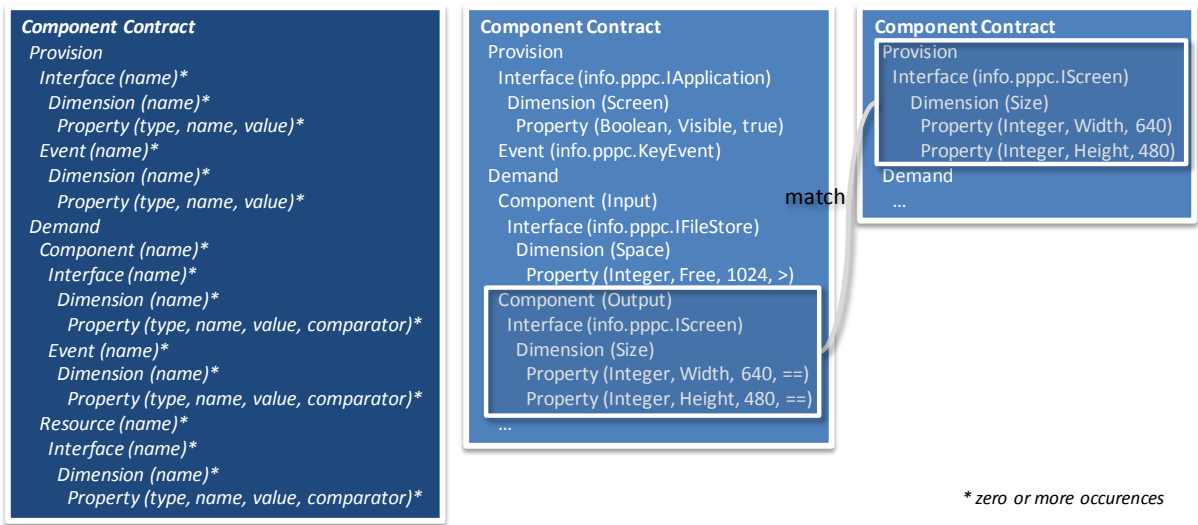 Component Contract
Provision
Interface (name)*
Dimension (name)*
Property (type, name, value)*
Event (name)*
Dimension (name)*
Property (type, name, value)*
Demand
Component (name)*
Interface (name)*
Dimension (name)*
Property (type, name, value, comparator)*
Event (name)*
Dimension (name)*
Property (type, name, value, comparator)*
Resource (name)*
Interface (name)*
Dimension (name)*
Property (type, name, value, comparator)*
Component Contract
Provision
Interface (info.pppc.IApplication)
Dimension (Screen)
Property (Boolean, Visible, true)
Event (info.pppc.KeyEvent)
Demand
Component (Input)
Interface (info.pppc.IFileStore)
Dimension (Space)
Property (Integer, Free, 1024, >)
Component (Output)
Interface (info.pppc.IScreen)
Dimension (Size)
Property (Integer, Width, 640, ==)
Property (Integer, Height, 480, ==)
...
match
Component Contract
Provision
Interface (info.pppc.IScreen)
Dimension (Size)
Property (Integer, Width, 640)
Property (Integer, Height, 480)
Demand
...
* zero or more occurences